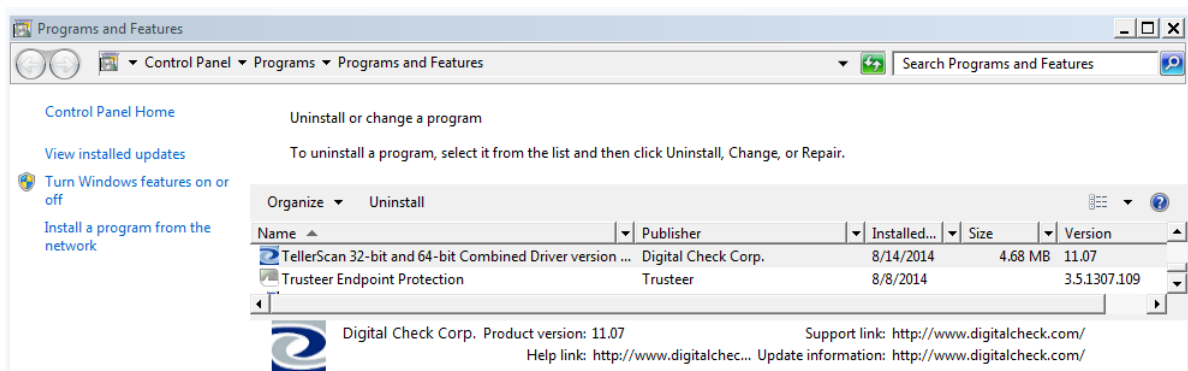 Programs and Features
Control Panel Programs Programs and Features Search Programs and Features
Control Panel Home
View installed updates
Turn Windows features on or
off
Install a program from the
network
Uninstall or change a program
To uninstall a program, select it from the list and then click Uninstall, Change, or Repair.
Organize Uninstall
Name Publisher Installed... Size Version
TellerScan 32-bit and 64-bit Combined Driver version ... Digital Check Corp. 8/14/2014 4.68 MB 11.07
Trusteer Endpoint Protection Trusteer 8/8/2014 3.5.1307.109
Digital Check Corp. Product version: 11.07 Support link: http://www.digitalcheck.com/
Help link: http://www.digitalchec... Update information: http://www.digitalcheck.com/